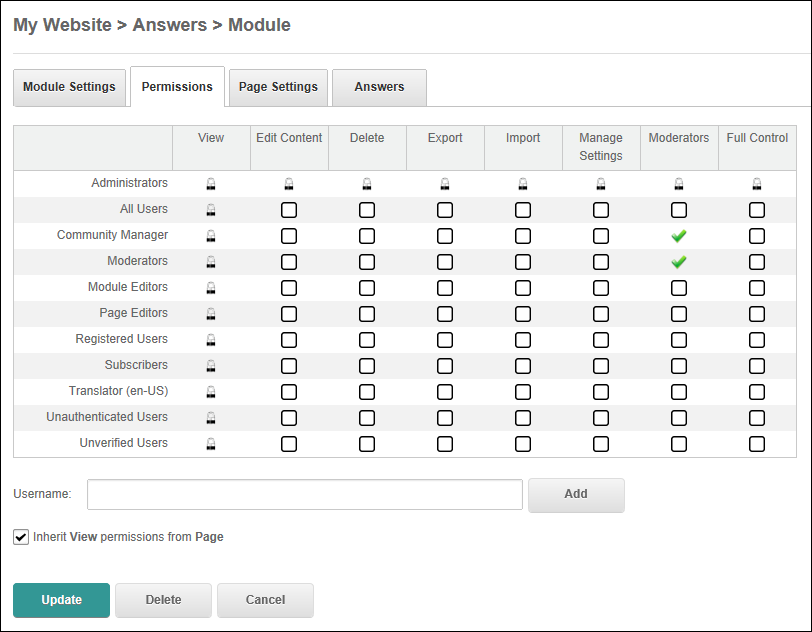 My Website > Answers > Module
Module Settings Permissions Page Settings Answers
View Edit Content Delete Export Import Manage Settings Moderators Full Control
Administrators
All Users
Community Manager
Moderators
Module Editors
Page Editors
Registered Users
Subscribers
Translator (en-US)
Unauthenticated Users
Unverified Users
Username: Add
Inherit View permissions from Page
Update Delete Cancel